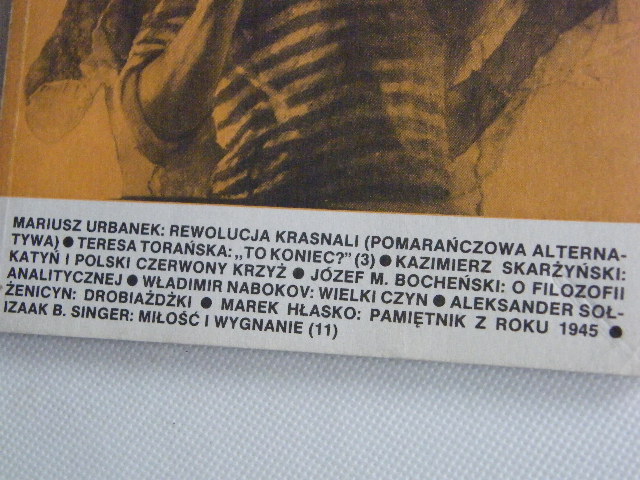 MARIUSZ URBANEK: REWOLUCJA KRASNALI (POMARAŃCZOWA ALTERNA-
TYWA) ● TERESA TORAŃSKA: „TO KONIEC?” (3) ● KAZIMIERZ SKARŻYŃSKI:
KATYŃ I POLSKI CZERWONY KRZYŻ ● JÓZEF M. BOCHEŃSKI: O FILOZOFII
ANALITYCZNEJ ● WŁADIMIR NABOKOV: WIELKI CZYN ● ALEKSANDER SOŁ-
ŻENICYN: DROBIAŻDŻKI ● MAREK HŁASKO: PAMIĘTNIK Z ROKU 1945 ●
IZAAK B. SINGER: MIŁOŚĆ I WYGNANIE (11)